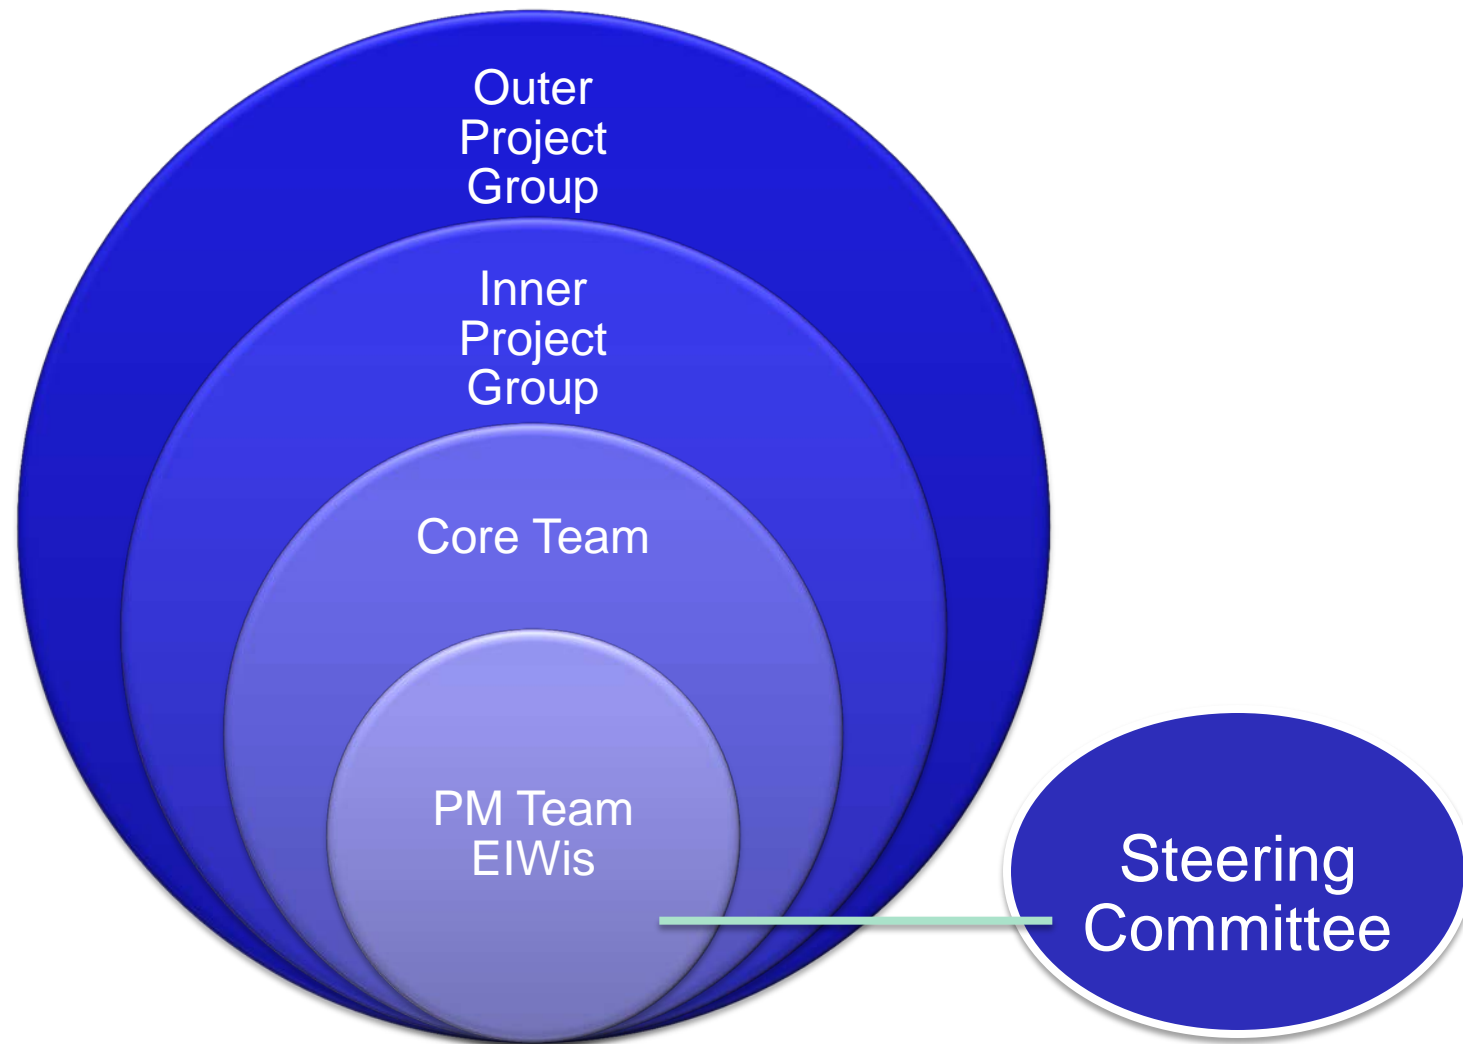 Outer
Project
Group
Inner
Project
Group
Core Team
PM Team
EIWis
Steering
Committee